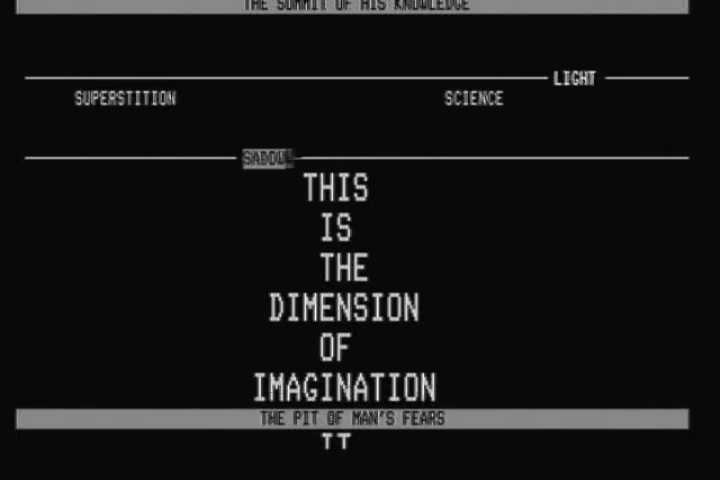 THE SUMMIT OF HIS KNOWLEDGE
LIGHT
SUPERSTITION SCIENCE
SADOW
THIS
IS
THE
DIMENSION
OF
IMAGINATION
THE PIT OF MAN'S FEARS